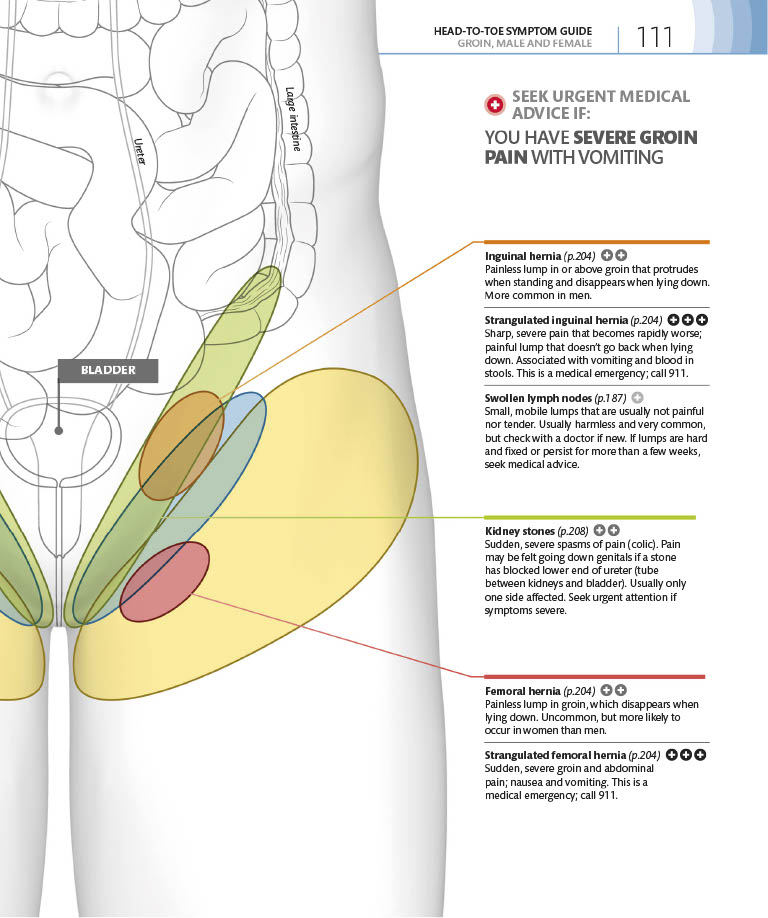 HEAD-TO-TOE SYMPTOM GUIDE
GROIN, MALE AND FEMALE
111
SEEK URGENT MEDICAL
ADVICE IF:
YOU HAVE SEVERE GROIN
PAIN WITH VOMITING
Large intestine
Ureter
BLADDER
Inguinal hernia (p.204)
Painless lump in or above groin that protrudes
when standing and disappears when lying down.
More common in men.
Strangulated inguinal hernia (p.204)
Sharp, severe pain that becomes rapidly worse;
painful lump that doesn't go back when lying
down. Associated with vomiting and blood in
stools. This is a medical emergency; call 911.
Swollen lymph nodes (p.187)
Small, mobile lumps that are usually not painful
nor tender. Usually harmless and very common,
but check with a doctor if new. If lumps are hard
and fixed or persist for more than a few weeks,
seek medical advice.
Kidney stones (p.208)
Sudden, severe spasms of pain (colic). Pain
may be felt going down genitals if a stone
has blocked lower end of ureter (tube
between kidneys and bladder). Usually only
one side affected. Seek urgent attention if
symptoms severe.
Femoral hernia (p.204)
Painless lump in groin, which disappears when
lying down. Uncommon, but more likely to
occur in women than men.
Strangulated femoral hernia (p.204)
Sudden, severe groin and abdominal
pain; nausea and vomiting. This is a
medical emergency; call 911.